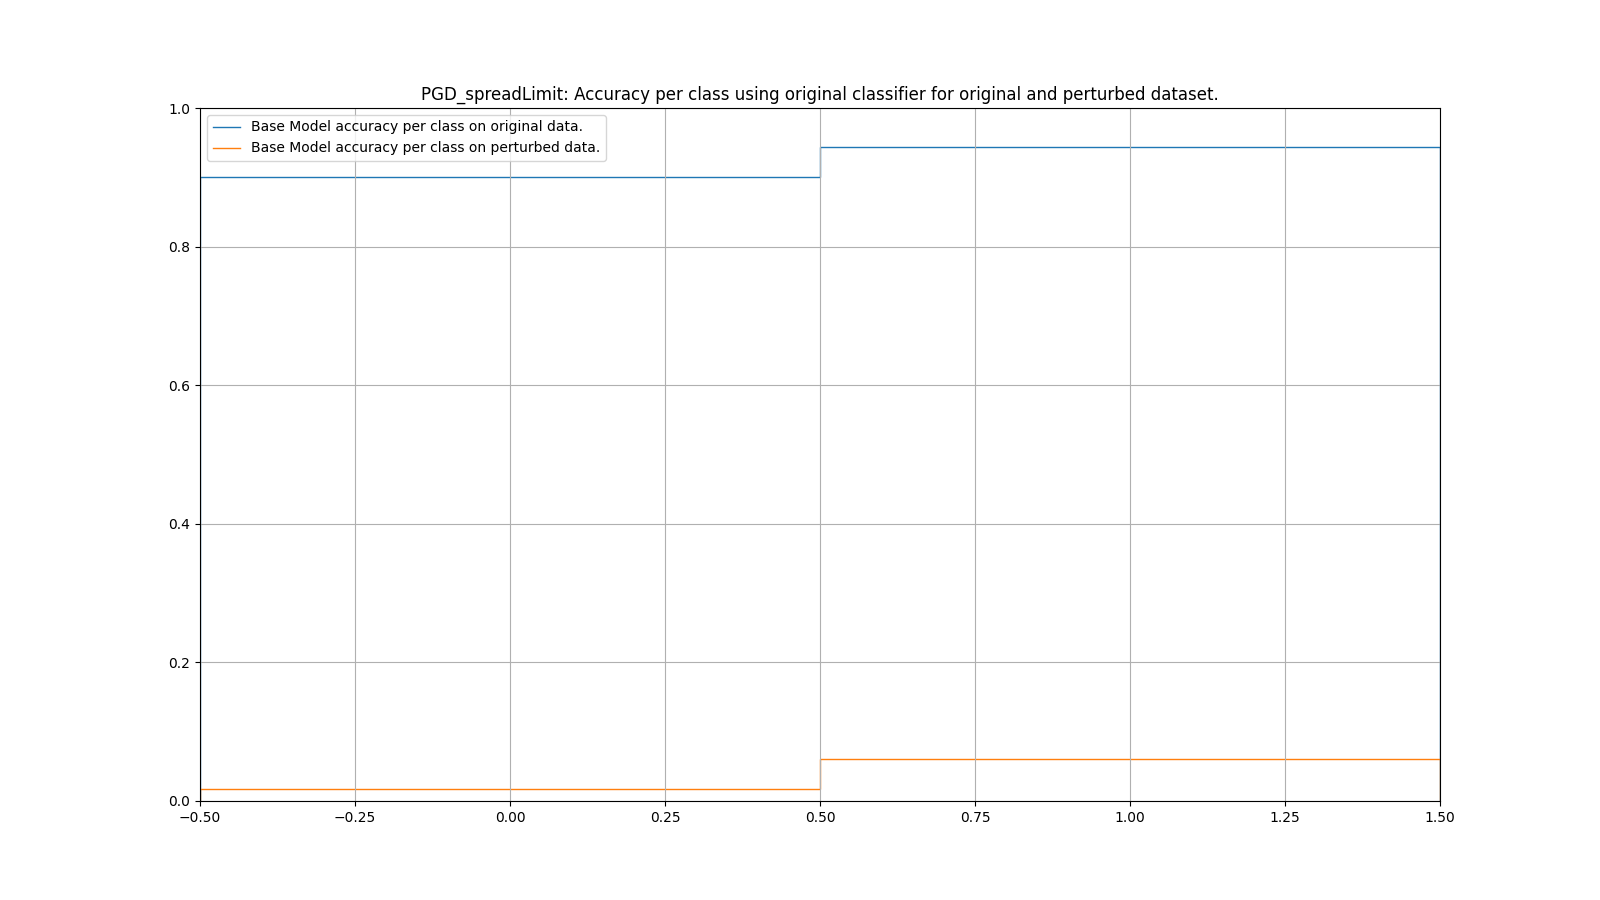 PGD_spreadLimit: Accuracy per class using original classifier for original and perturbed dataset.
1.0
Base Model accuracy per class on original data.
Base Model accuracy per class on perturbed data.
0.8
0.6
0.4
0.2
0.0
−0.50 −0.25 0.00 0.25 0.50 0.75 1.00 1.25 1.50